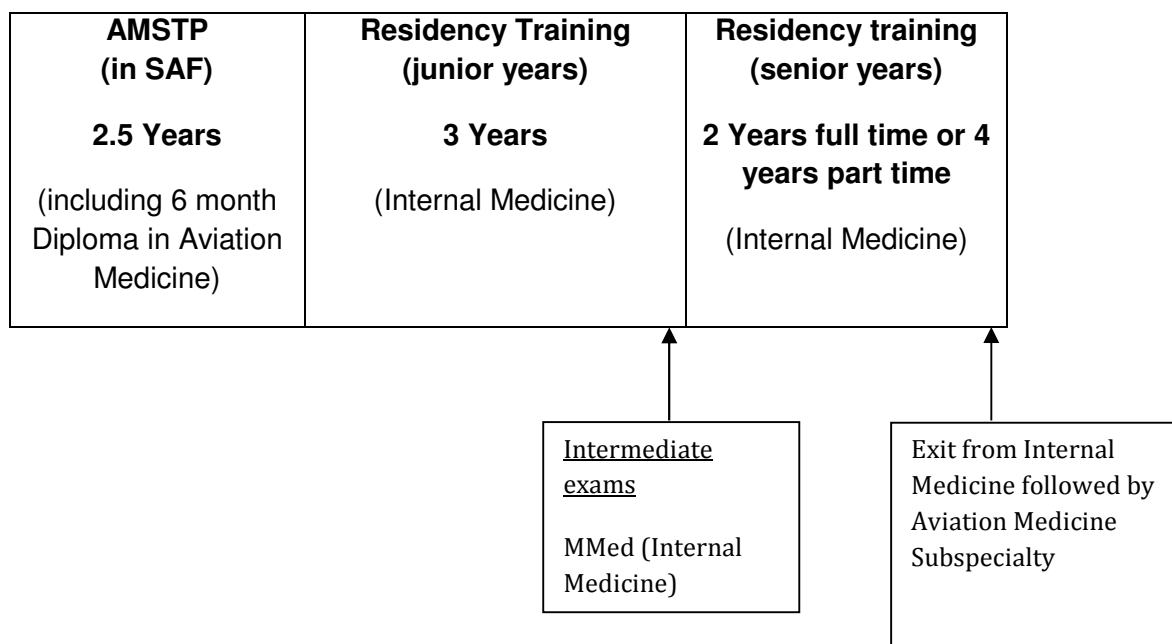 AMSTP
(in SAF)
2.5 Years
(including 6 month
Diploma in Aviation
Medicine)
Residency Training
(junior years)
3 Years
(Internal Medicine)
Residency training
(senior years)
2 Years full time or 4
years part time
(Internal Medicine)
Intermediate
exams
MMed (Internal
Medicine)
Exit from Internal
Medicine followed by
Aviation Medicine
Subspecialty